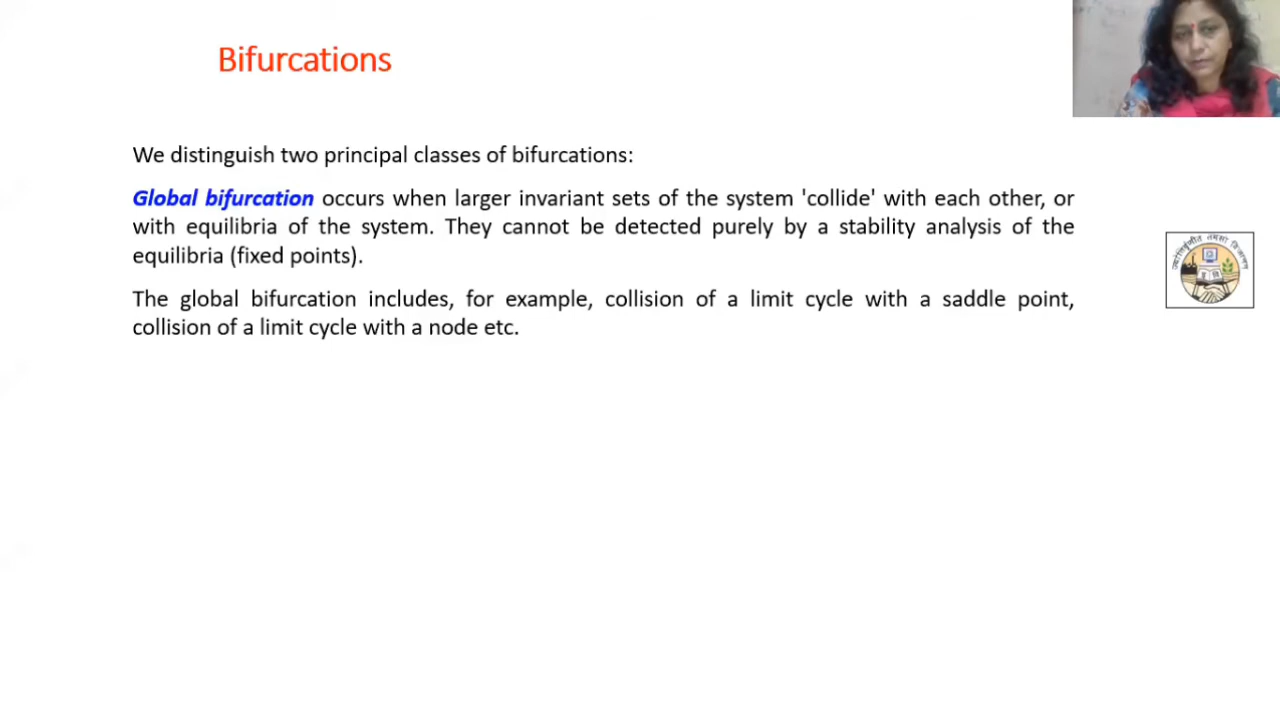 Bifurcations
We distinguish two principal classes of bifurcations:
Global bifurcation occurs when larger invariant sets of the system 'collide' with each other, or
with equilibria of the system. They cannot be detected purely by a stability analysis of the
equilibria (fixed points).
The global bifurcation includes, for example, collision of a limit cycle with a saddle point,
collision of a limit cycle with a node etc.